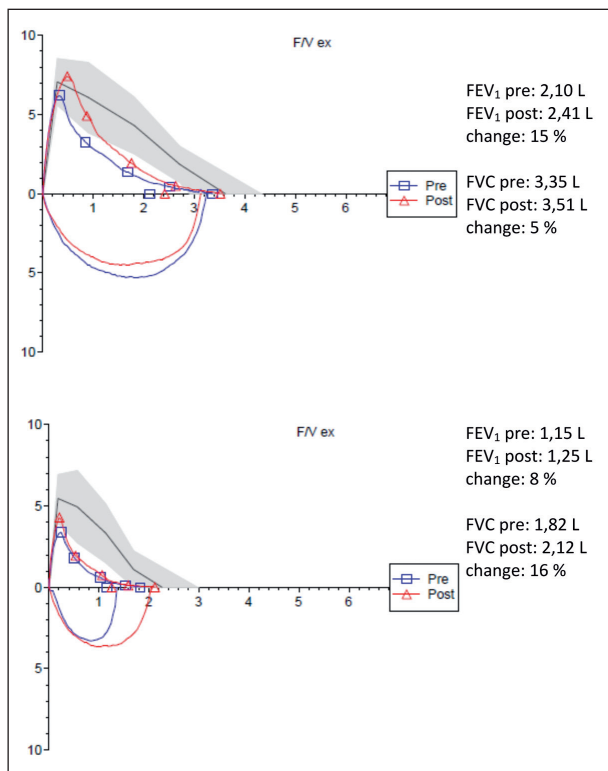 F/V ex
10
5
0
5
10
1 2 3 4 5 6
Pre
Post
FEV₁ pre: 2,10 L
FEV₁ post: 2,41 L
change: 15 %
FVC pre: 3,35 L
FVC post: 3,51 L
change: 5 %
F/V ex
10
5
0
5
10
0 1 2 3 4 5 6
Pre
Post
FEV₁ pre: 1,15 L
FEV₁ post: 1,25 L
change: 8 %
FVC pre: 1,82 L
FVC post: 2,12 L
change: 16 %